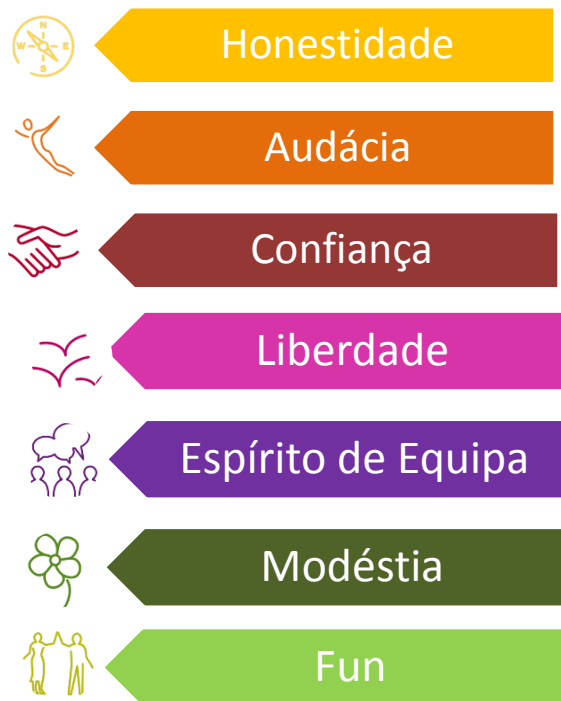 N
W E
S
Honestidade
Audácia
Confiança
Liberdade
Espírito de Equipa
Modéstia
Fun